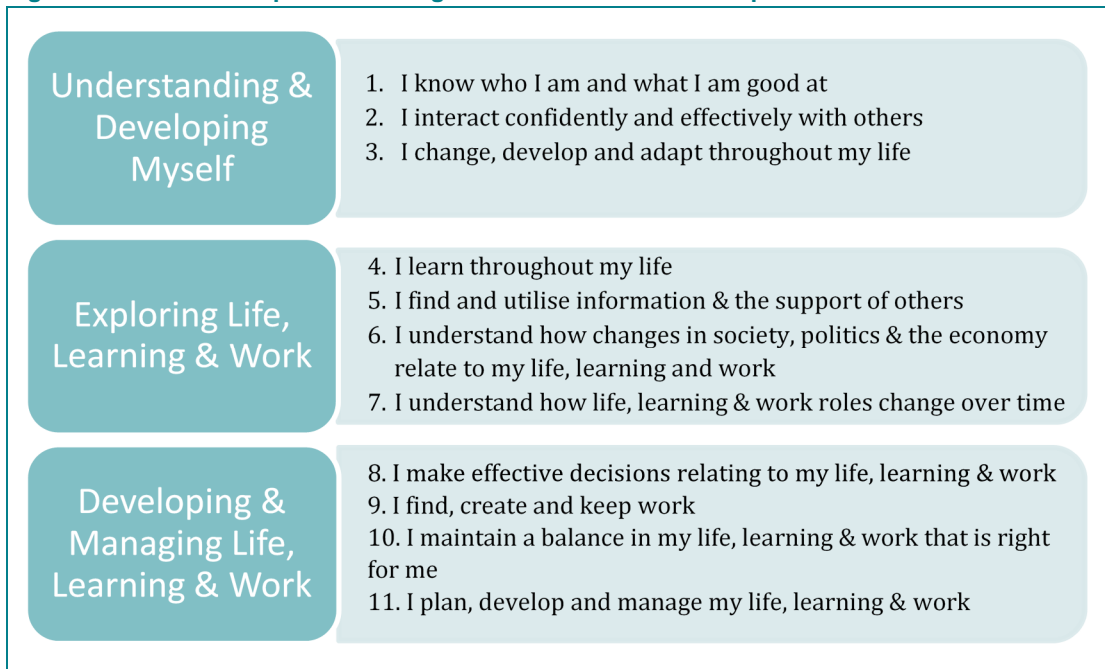 Understanding &
Developing
Myself
1. I know who I am and what I am good at
2. I interact confidently and effectively with others
3. I change, develop and adapt throughout my life
Exploring Life,
Learning & Work
4. I learn throughout my life
5. I find and utilise information & the support of others
6. I understand how changes in society, politics & the economy
relate to my life, learning and work
7. I understand how life, learning & work roles change over time
Developing &
Managing Life,
Learning & Work
8. I make effective decisions relating to my life, learning & work
9. I find, create and keep work
10. I maintain a balance in my life, learning & work that is right
for me
11. I plan, develop and manage my life, learning & work